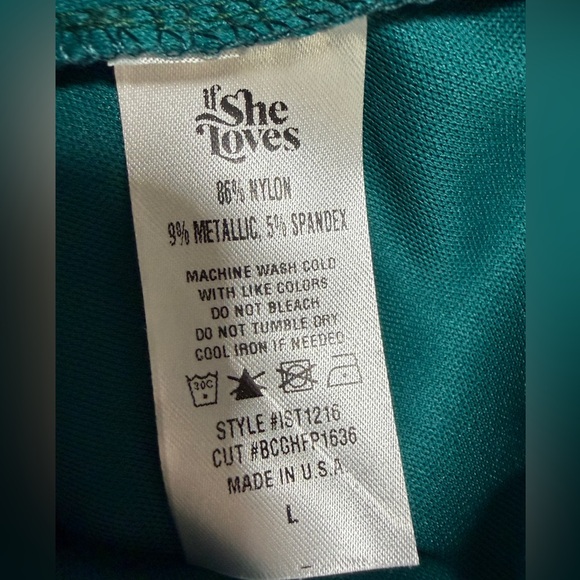 if
She
Loves
86% NYLON
9% METALLIC, 5% SPANDEX
MACHINE WASH COLD
WITH LIKE COLORS
DO NOT BLEACH
DO NOT TUMBLE DRY
COOL IRON IF NEEDED
30C
STYLE #IST1216
CUT #BCGHFP1636
MADE IN U.S.A
L